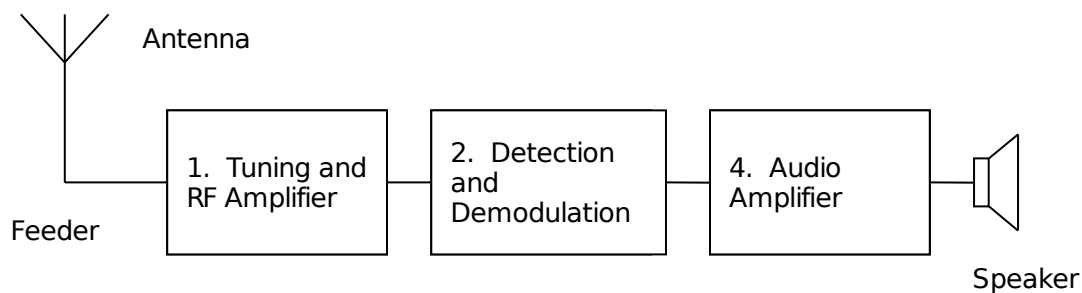 Antenna
1. Tuning and
RF Amplifier
2. Detection
and
Demodulation
4. Audio
Amplifier
Feeder
Speaker